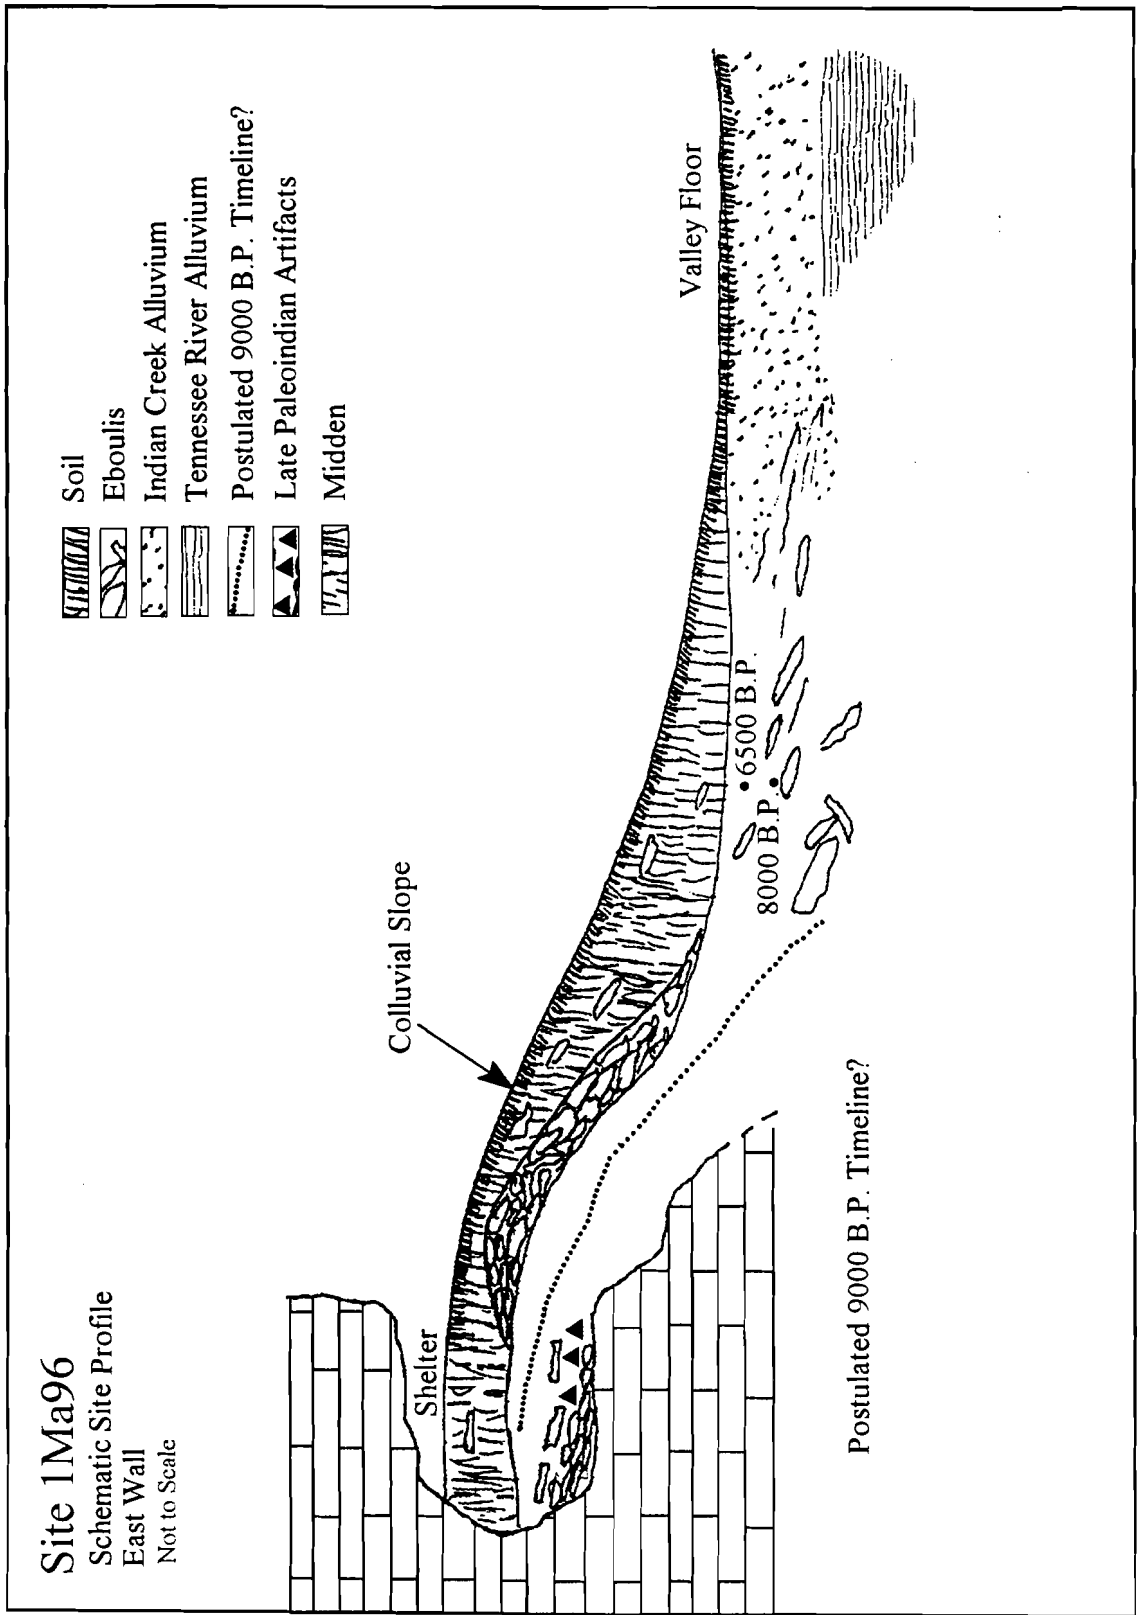 Site 1Ma96
Schematic Site Profile
East Wall
Not to Scale
Soil
Eboulis
Indian Creek Alluvium
Tennessee River Alluvium
Postulated 9000 B.P. Timeline?
Late Paleoindian Artifacts
Midden
Colluvial Slope
Shelter
Valley Floor
6500 B.P.
8000 B.P.
Postulated 9000 B.P. Timeline?